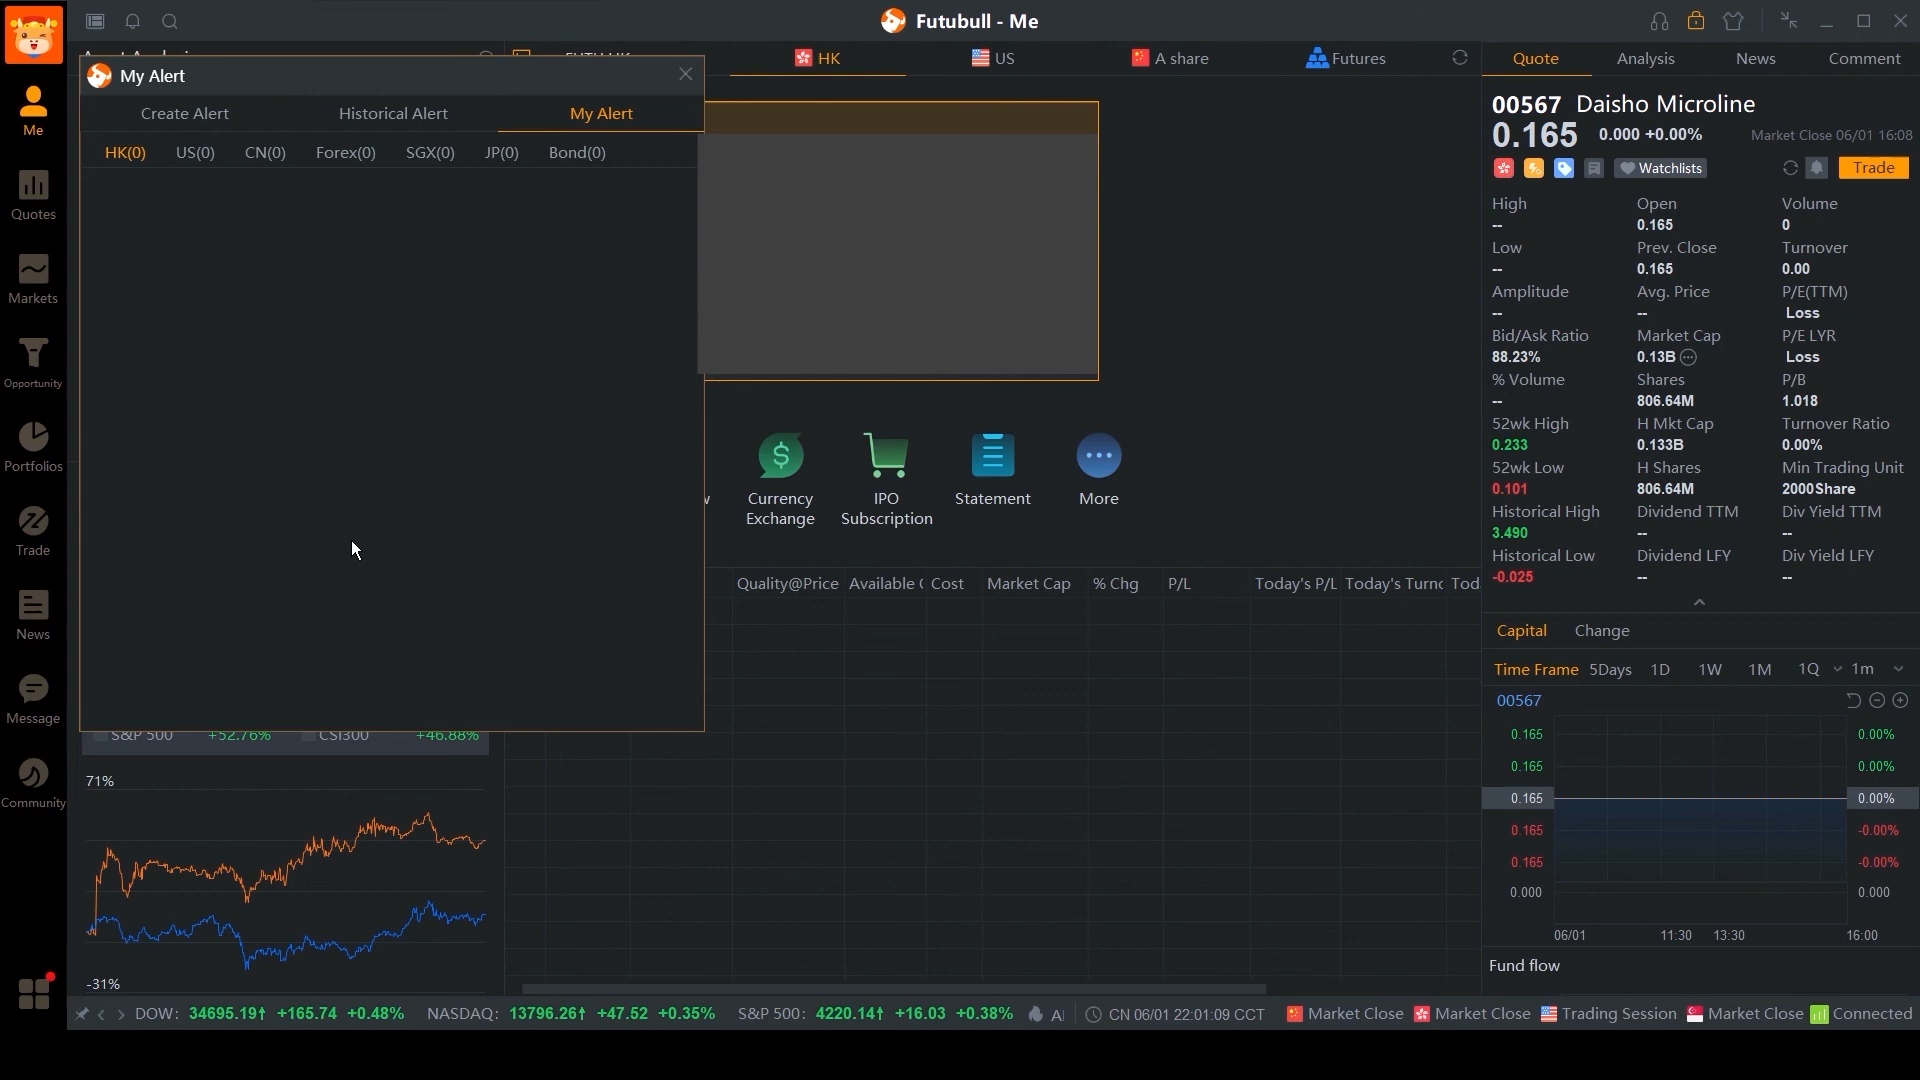 Futubull - Me
HK
US
A share
Futures
Quote
Analysis
News
Comment
My Alert
Create Alert
Historical Alert
My Alert
HK(0)
US(0)
CN(0)
Forex(0)
SGX(0)
JP(0)
Bond(0)
Me
Quotes
Markets
Opportunity
Portfolios
Trade
News
Message
Community
Currency
Exchange
IPO
Subscription
Statement
More
Quality@Price
Available
Cost
Market Cap
% Chg
P/L
Today's P/L
Today's Turno
Tod
S&P 500 +52.76%
CSI300 +46.88%
71%
-31%
00567 Daisho Microline
0.165 0.000 +0.00% Market Close 06/01 16:08
Watchlists
Trade
High Open Volume
-- 0.165 0
Low Prev. Close Turnover
-- 0.165 0.00
Amplitude Avg. Price P/E(TTM)
-- -- Loss
Bid/Ask Ratio Market Cap P/E LYR
88.23% 0.13B Loss
% Volume Shares P/B
-- 806.64M 1.018
52wk High H Mkt Cap Turnover Ratio
0.233 0.133B 0.00%
52wk Low H Shares Min Trading Unit
0.101 806.64M 2000Share
Historical High Dividend TTM Div Yield TTM
3.490 -- --
Historical Low Dividend LFY Div Yield LFY
-0.025 -- --
Capital Change
Time Frame 5Days 1D 1W 1M 1Q 1m
00567
0.165 0.00%
0.165 0.00%
0.165 0.00%
0.165 -0.00%
0.165 -0.00%
0.000 0.000
06/01 11:30 13:30 16:00
Fund flow
DOW: 34695.19↑ +165.74 +0.48% NASDAQ: 13796.26↑ +47.52 +0.35% S&P 500: 4220.14↑ +16.03 +0.38% CN 06/01 22:01:09 CCT Market Close Market Close Trading Session Market Close Connected